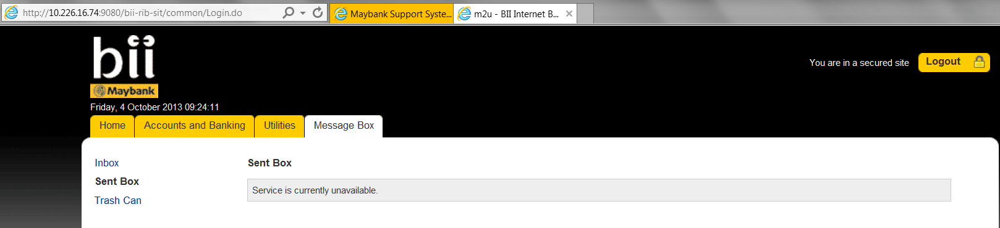 http://10.226.16.74:9080/bii-rib-sit/common/Login.do
Maybank Support Syste...
m2u - BII Internet B...
bii
Maybank
You are in a secured site
Logout
Friday, 4 October 2013 09:24:11
Home
Accounts and Banking
Utilities
Message Box
Inbox
Sent Box
Trash Can
Sent Box
Service is currently unavailable.